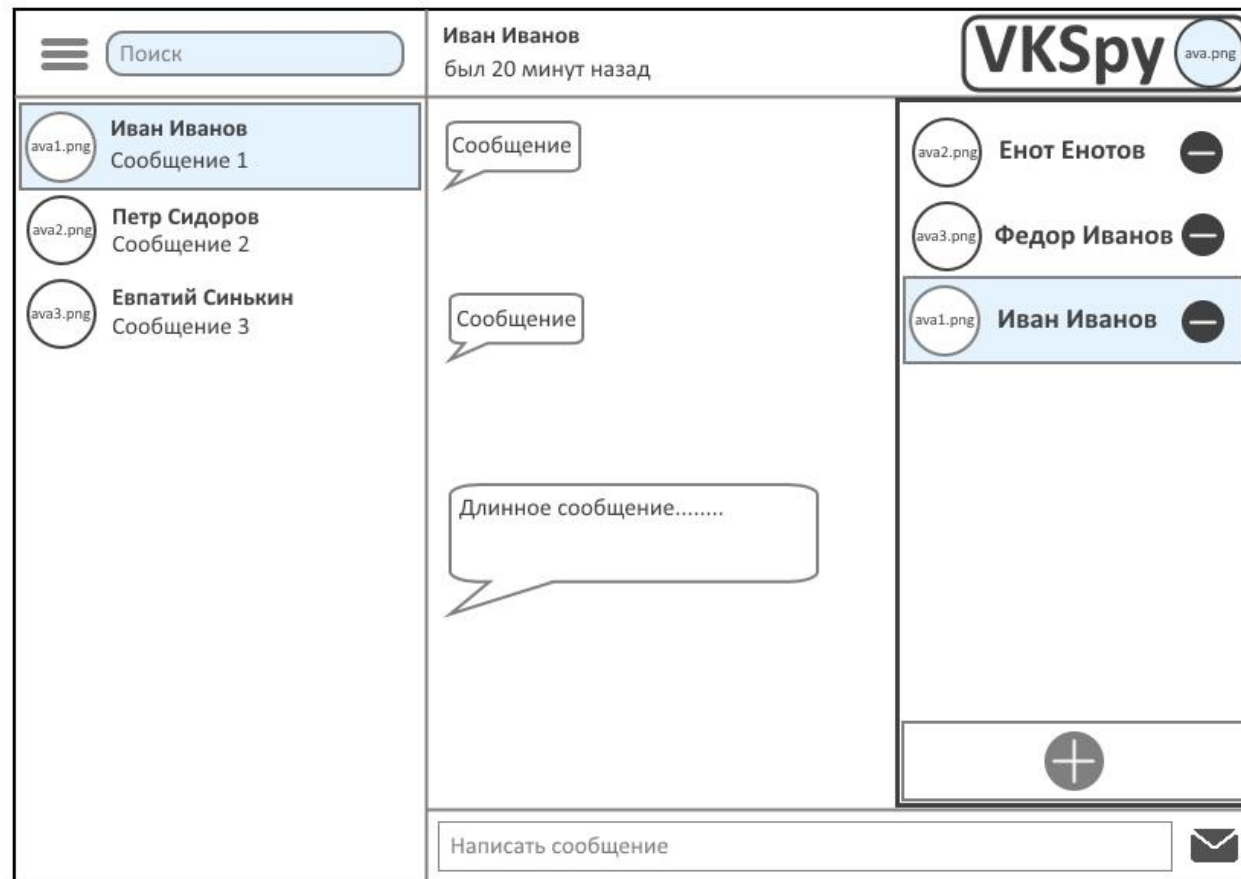 Поиск
Иван Иванов
был 20 минут назад
VKSpy
ava.png
ava1.png
Иван Иванов
Сообщение 1
ava2.png
Петр Сидоров
Сообщение 2
ava3.png
Евпатий Синькин
Сообщение 3
Сообщение
Сообщение
Длинное сообщение........
ava2.png
Енот Енотов
ava3.png
Федор Иванов
ava1.png
Иван Иванов
Написать сообщение